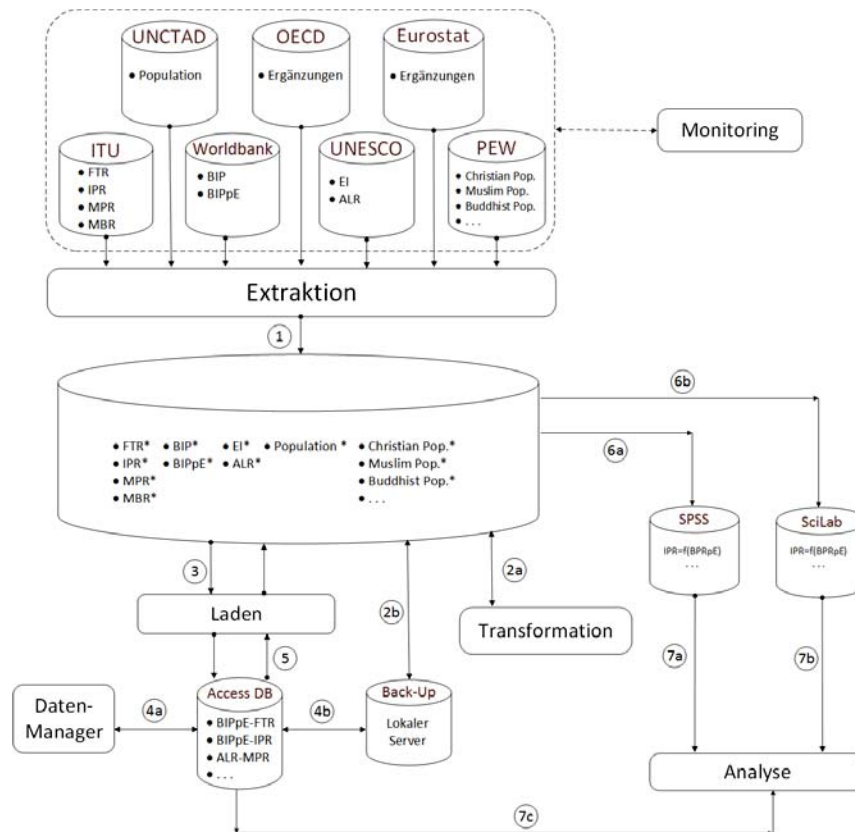 UNCTAD
• Population
OECD
• Ergänzungen
Eurostat
• Ergänzungen
ITU
• FTR
• IPR
• MPR
• MBR
Worldbank
• BIP
• BIPpE
UNESCO
• EI
• ALR
PEW
• Christian Pop.
• Muslim Pop.
• Buddhist Pop.
• . . .
Monitoring
Extraktion
1
• FTR*
• IPR*
• MPR*
• MBR*
• BIP*
• BIPpE*
• EI*
• ALR*
• Population *
• Christian Pop.*
• Muslim Pop.*
• Buddhist Pop.*
• . . .
6b
6a
SPSS
IPR=f(BPRpE)
. . .
SciLab
IPR=f(BPRpE)
. . .
3
Laden
2b
2a
Transformation
5
7a
7b
Daten-
Manager
4a
Access DB
• BIPpE-FTR
• BIPpE-IPR
• ALR-MPR
• . . .
4b
Back-Up
Lokaler
Server
Analyse
7c